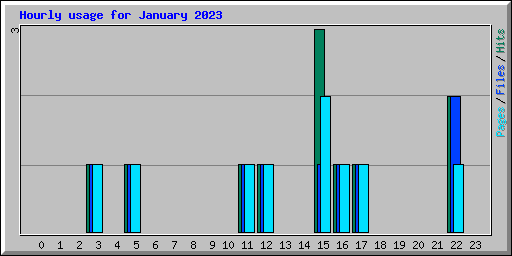 Hourly usage for January 2023
3
Pages/Files/Hits
0 1 2 3 4 5 6 7 8 9 10 11 12 13 14 15 16 17 18 19 20 21 22 23